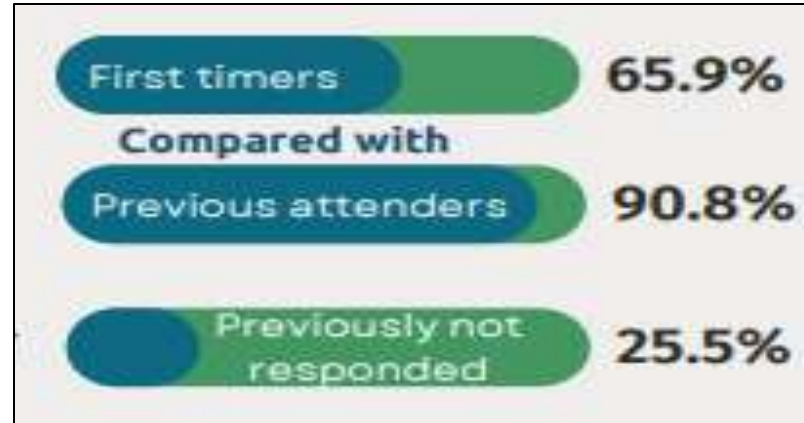 First timers 65.9%
Compared with
Previous attenders 90.8%
Previously not
responded
25.5%